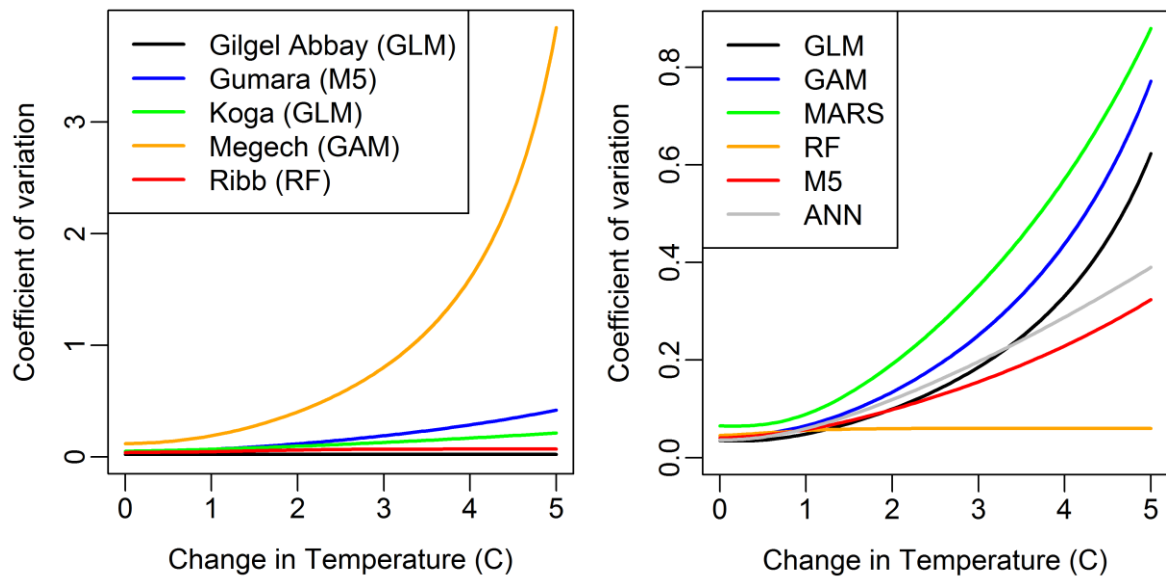 Gilgel Abbay (GLM)
Gumara (M5)
Koga (GLM)
Megech (GAM)
Ribb (RF)
Coefficient of variation
3
2
1
0
0 1 2 3 4 5
Change in Temperature (C)
GLM
GAM
MARS
RF
M5
ANN
Coefficient of variation
0.8
0.6
0.4
0.2
0.0
0 1 2 3 4 5
Change in Temperature (C)